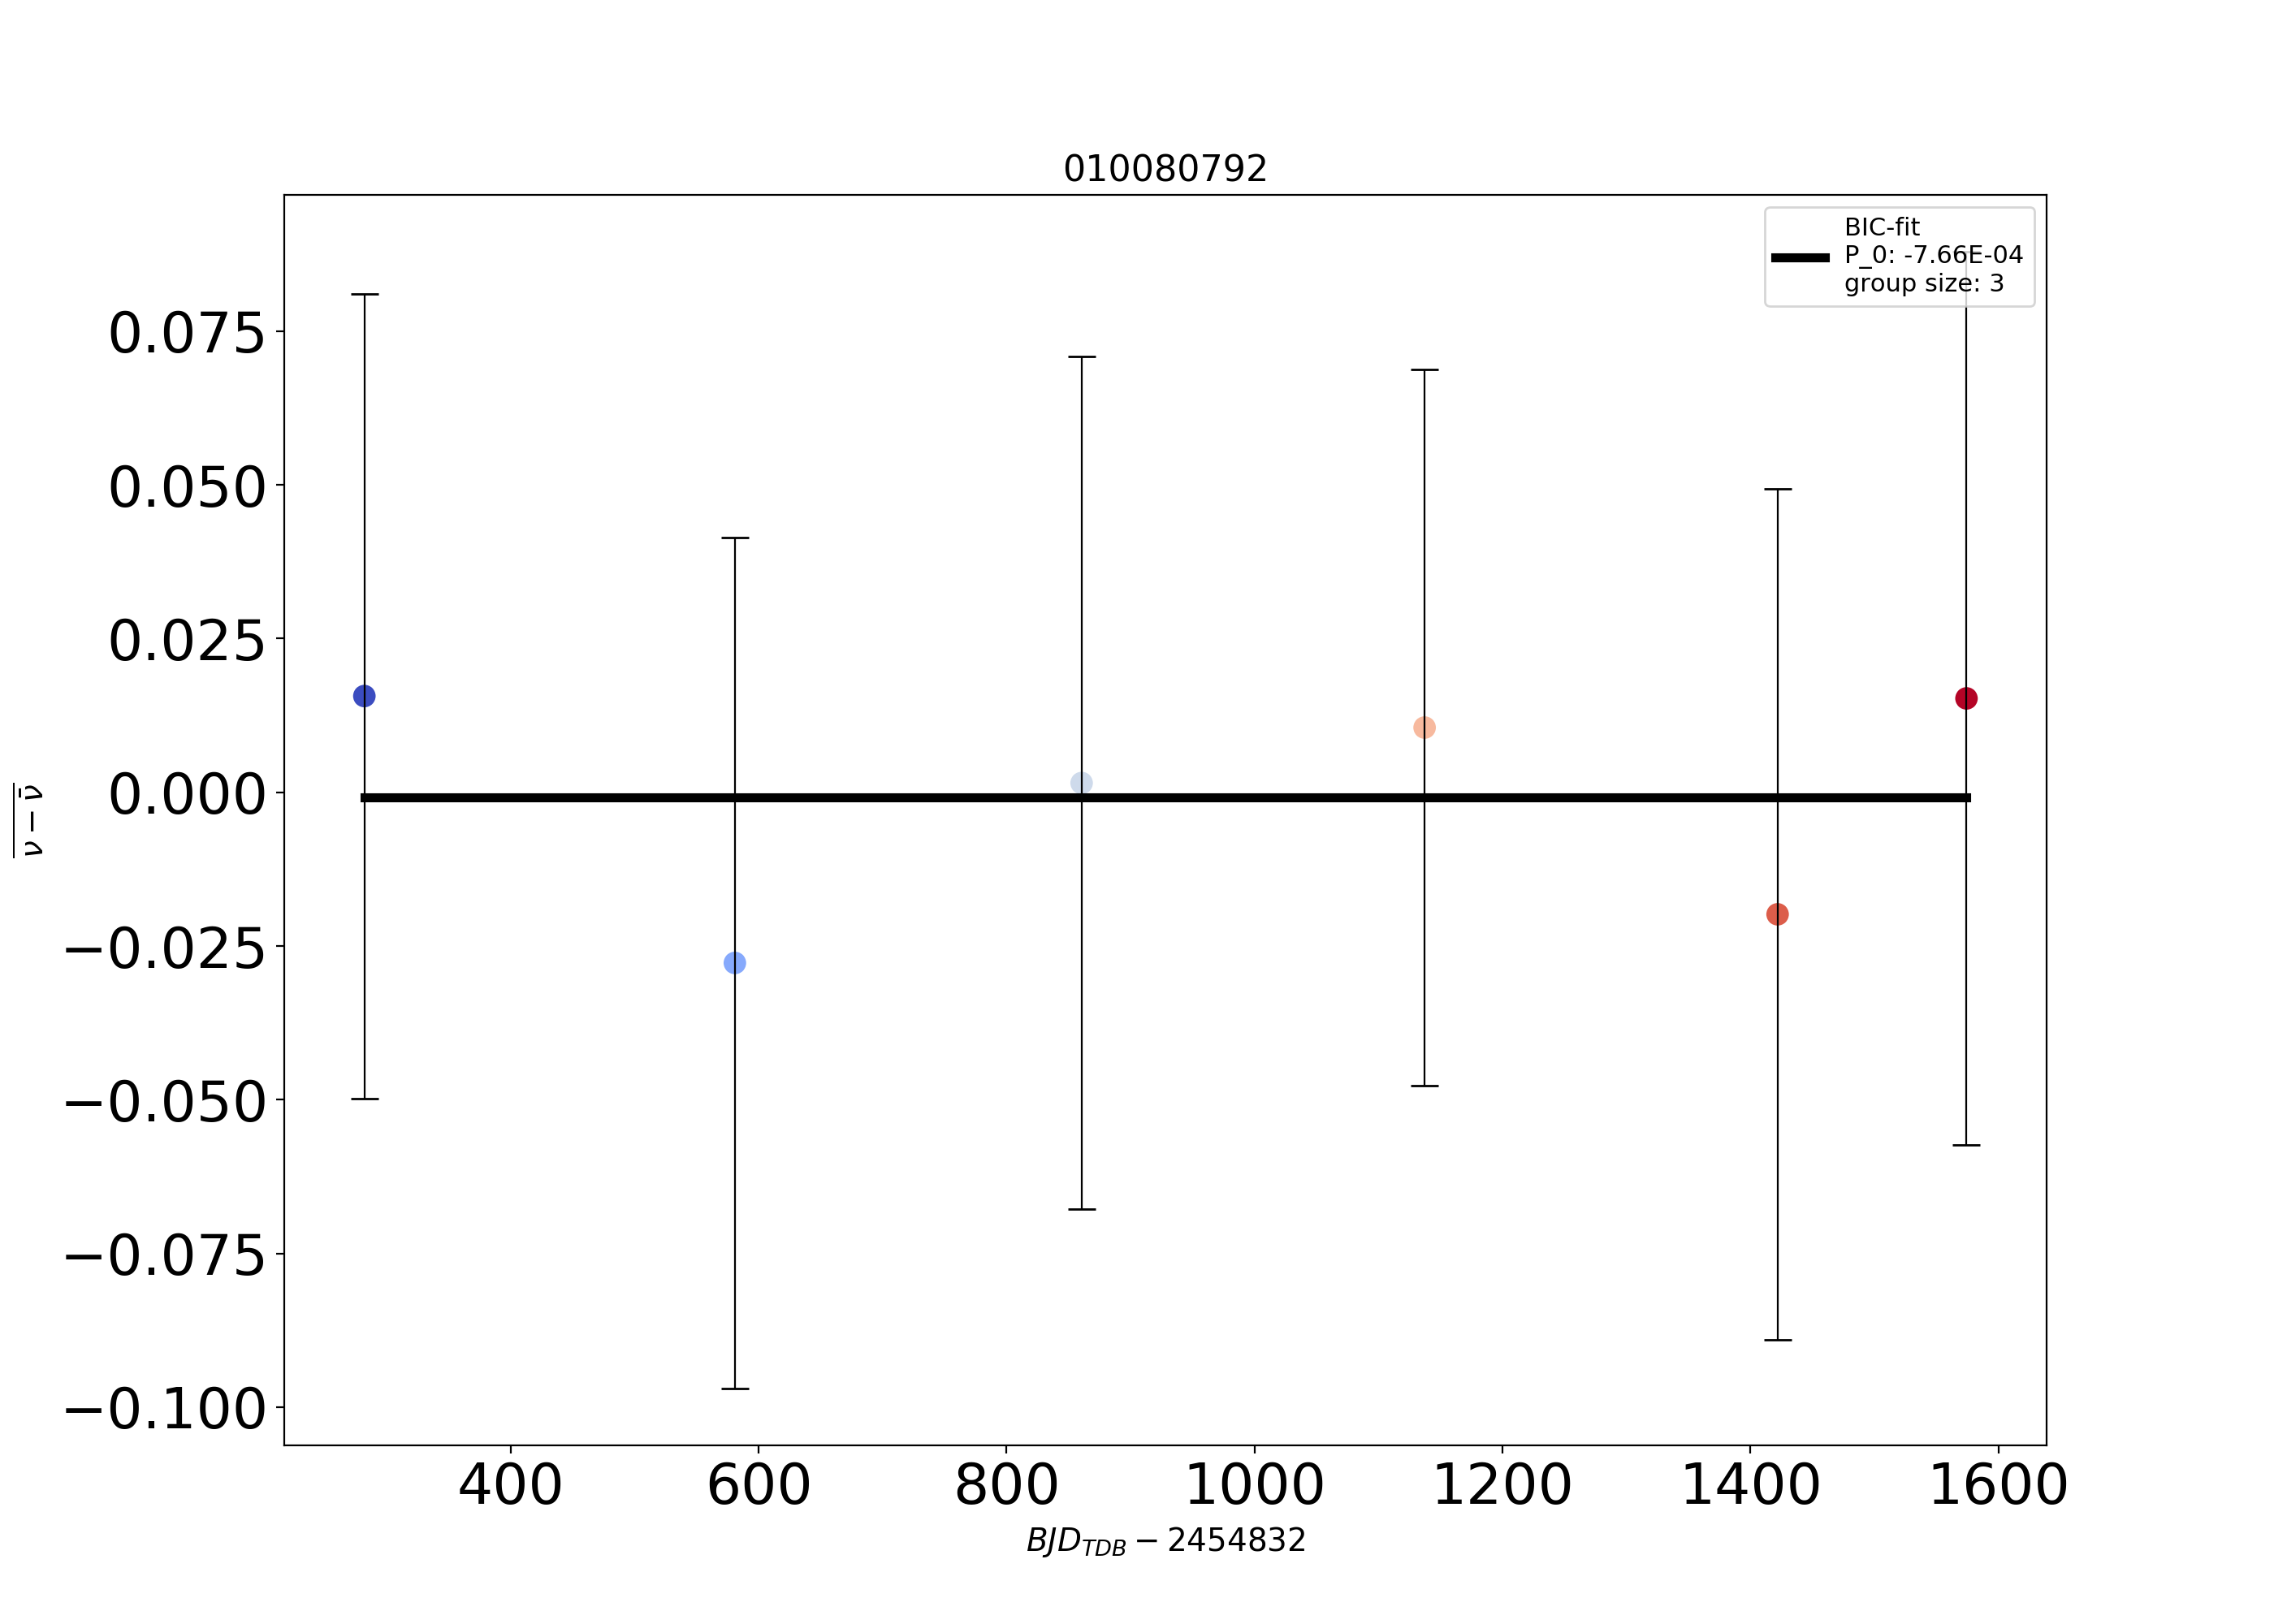 010080792
BIC-fit
P_0: -7.66E-04
group size: 3
0.075
0.050
0.025
0.000
−0.025
−0.050
−0.075
−0.100
ν − ν̄
400 600 800 1000 1200 1400 1600
BJD_TDB − 2454832